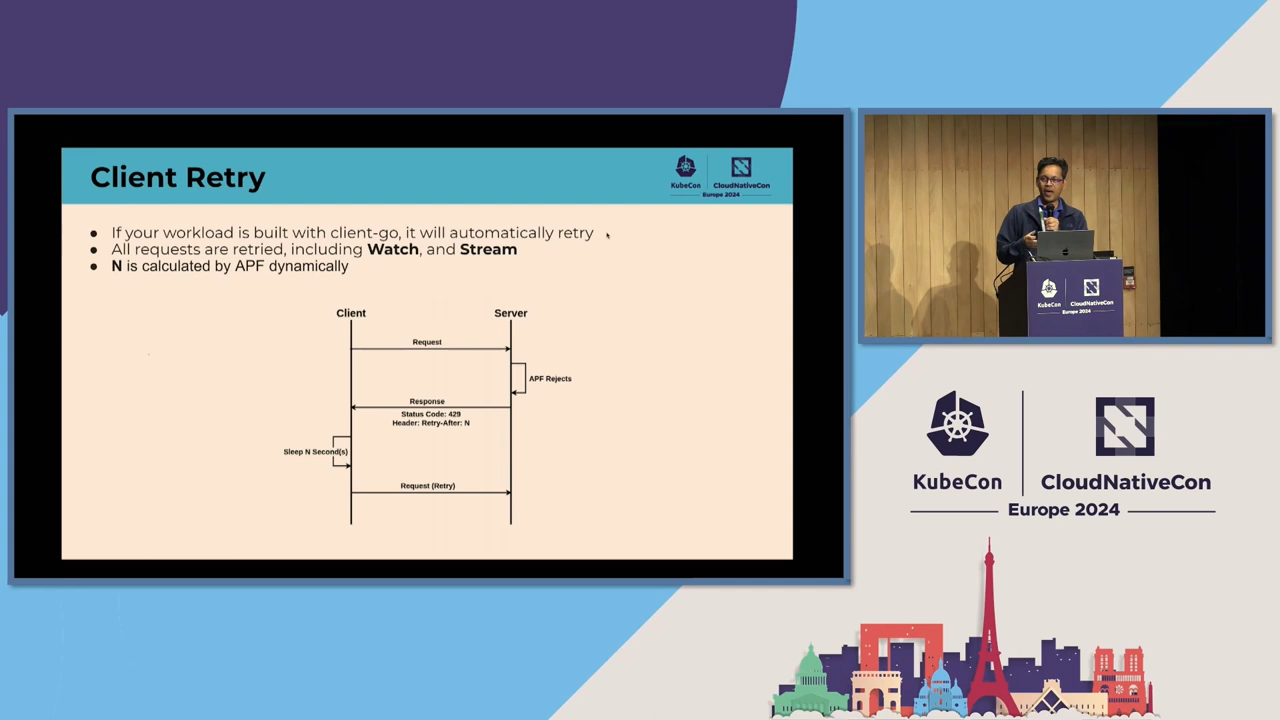 Client Retry
KubeCon
CloudNativeCon
Europe 2024
● If your workload is built with client-go, it will automatically retry
● All requests are retried, including Watch, and Stream
● N is calculated by APF dynamically
Client
Server
Request
APF Rejects
Response
Status Code: 429
Header: Retry-After: N
Sleep N Second(s)
Request (Retry)
KubeCon
CloudNativeCon
Europe 2024
KubeCon
CloudNativeCon
Europe 2024